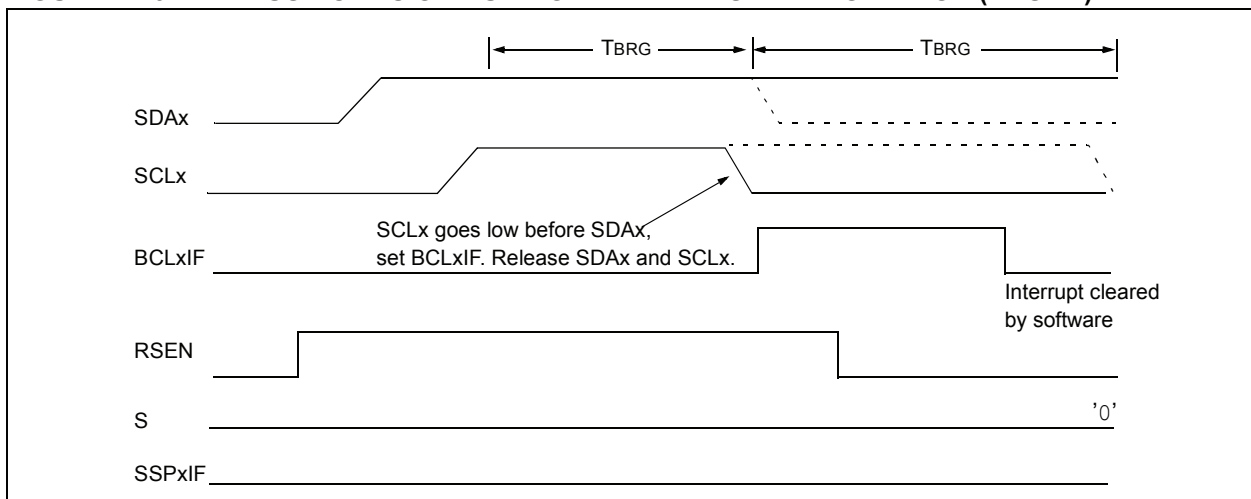 TBRG
TBRG
SDAx
SCLx
SCLx goes low before SDAx,
set BCLxIF. Release SDAx and SCLx.
BCLxIF
Interrupt cleared
by software
RSEN
S
'0'
SSPxIF